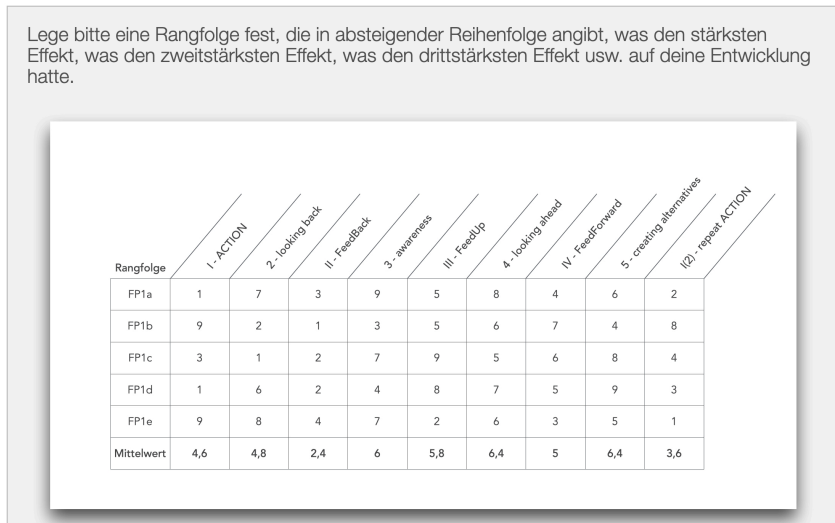 Lege bitte eine Rangfolge fest, die in absteigender Reihenfolge angibt, was den stärksten
Effekt, was den zweitstärksten Effekt, was den drittstärksten Effekt usw. auf deine Entwicklung
hatte.
Rangfolge I - ACTION 2 - looking back II - FeedBack 3 - awareness III - FeedUp 4 - looking ahead IV - FeedForward 5 - creating alternatives I(2) - repeat ACTION
FP1a 1 7 3 9 5 8 4 6 2
FP1b 9 2 1 3 5 6 7 4 8
FP1c 3 1 2 7 9 5 6 8 4
FP1d 1 6 2 4 8 7 5 9 3
FP1e 9 8 4 7 2 6 3 5 1
Mittelwert 4,6 4,8 2,4 6 5,8 6,4 5 6,4 3,6